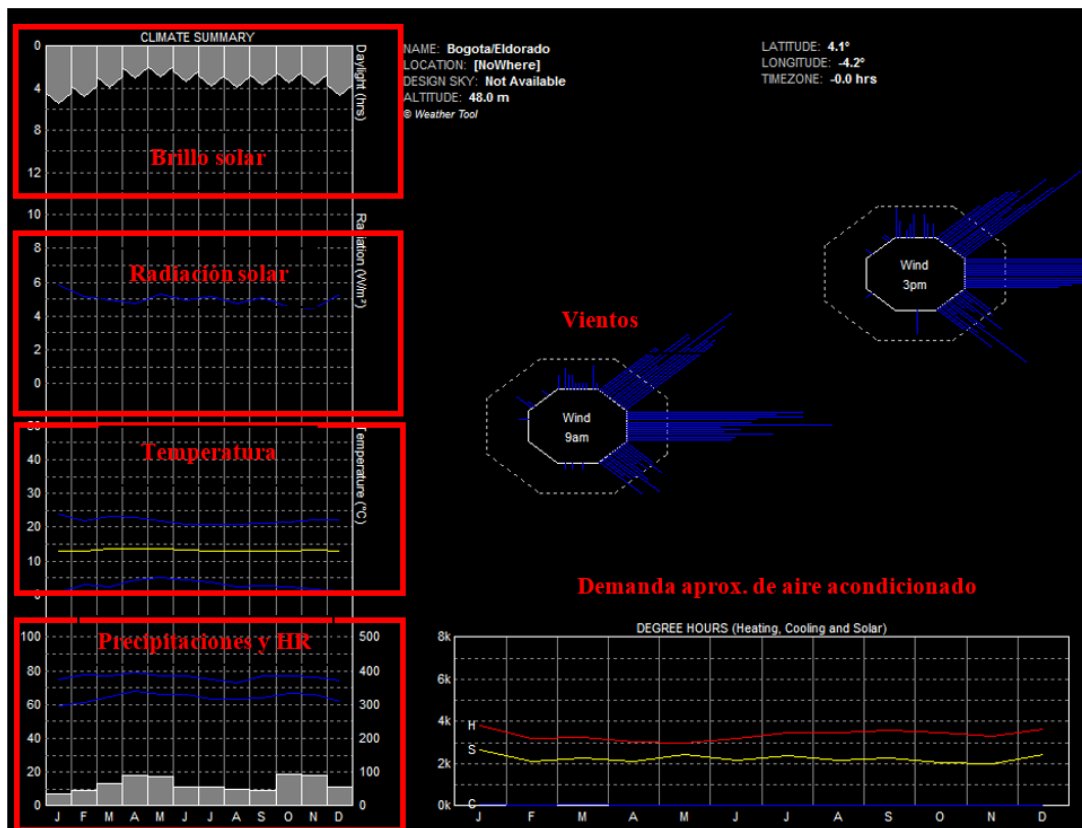 CLIMATE SUMMARY
0
4
8
12
Daylight (hrs)
Brillo solar
NAME: Bogota/Eldorado
LOCATION: [NoWhere]
DESIGN SKY: Not Available
ALTITUDE: 48.0 m
© Weather Tool
LATITUDE: 4.1°
LONGITUDE: -4.2°
TIMEZONE: -0.0 hrs
10
8
6
4
2
0
Radiation (W/m²)
Radiación solar
Vientos
Wind
3pm
Wind
9am
50
40
30
20
10
0
Temperature (°C)
Temperatura
Demanda aprox. de aire acondicionado
Precipitaciones y HR
100
80
60
40
20
0
500
400
300
200
100
0
J F M A M J J A S O N D
DEGREE HOURS (Heating, Cooling and Solar)
8k
6k
4k
2k
0k
H
S
C
J F M A M J J A S O N D